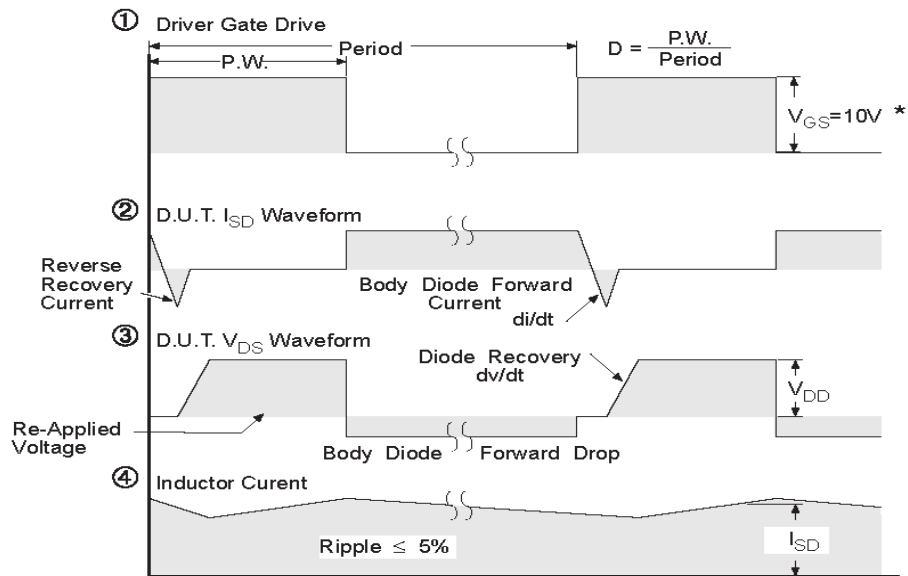 ① Driver Gate Drive
Period
P.W.
D = P.W.
Period
V_GS=10V *
② D.U.T. I_SD Waveform
Reverse
Recovery
Current
Body Diode Forward
Current
di/dt
③ D.U.T. V_DS Waveform
Diode Recovery
dv/dt
V_DD
Re-Applied
Voltage
Body Diode Forward Drop
④ Inductor Curent
Ripple ≤ 5%
I_SD